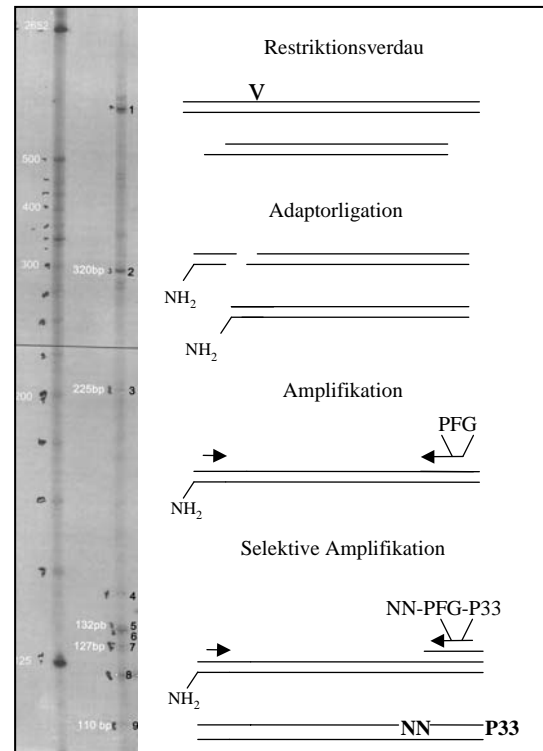 2652
1
500
400
300
320bp
2
225bp
3
200
4
132pb
5
6
127bp
7
8
110 bp
9
Restriktionsverdau
V
Adaptorligation
NH2
NH2
Amplifikation
PFG
NH2
Selektive Amplifikation
NN-PFG-P33
NH2
NN
P33